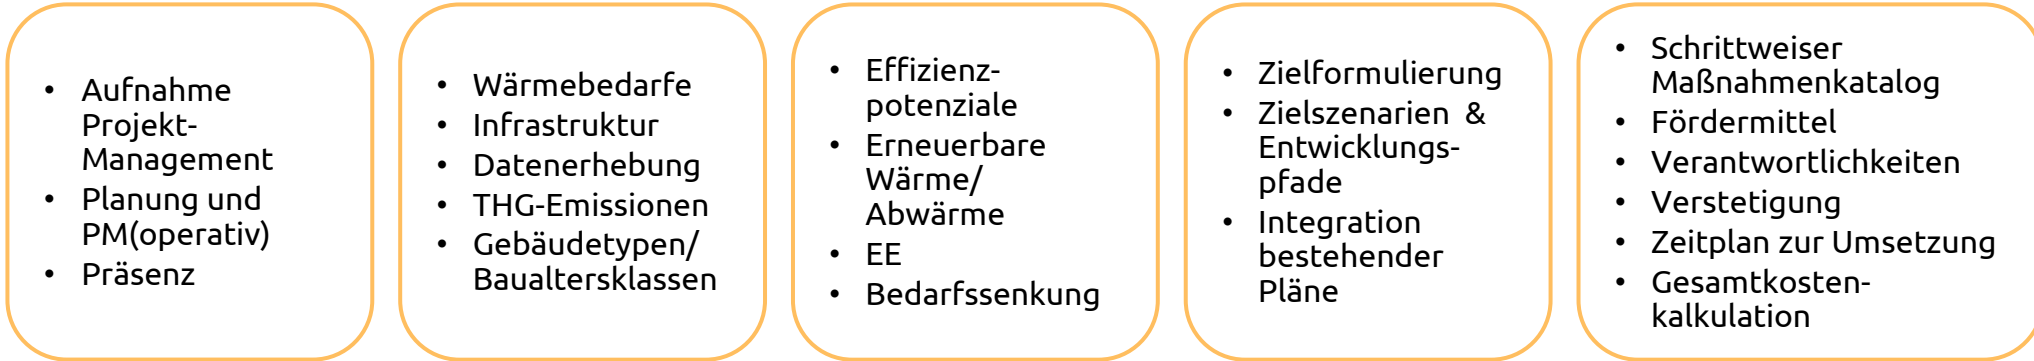 • Aufnahme
Projekt-
Management
• Planung und
PM(operativ)
• Präsenz
• Wärmebedarfe
• Infrastruktur
• Datenerhebung
• THG-Emissionen
• Gebäudetypen/
Baualtersklassen
• Effizienz-
potenziale
• Erneuerbare
Wärme/
Abwärme
• EE
• Bedarfssenkung
• Zielformulierung
• Zielszenarien &
Entwicklungs-
pfade
• Integration
bestehender
Pläne
• Schrittweiser
Maßnahmenkatalog
• Fördermittel
• Verantwortlichkeiten
• Verstetigung
• Zeitplan zur Umsetzung
• Gesamtkosten-
kalkulation